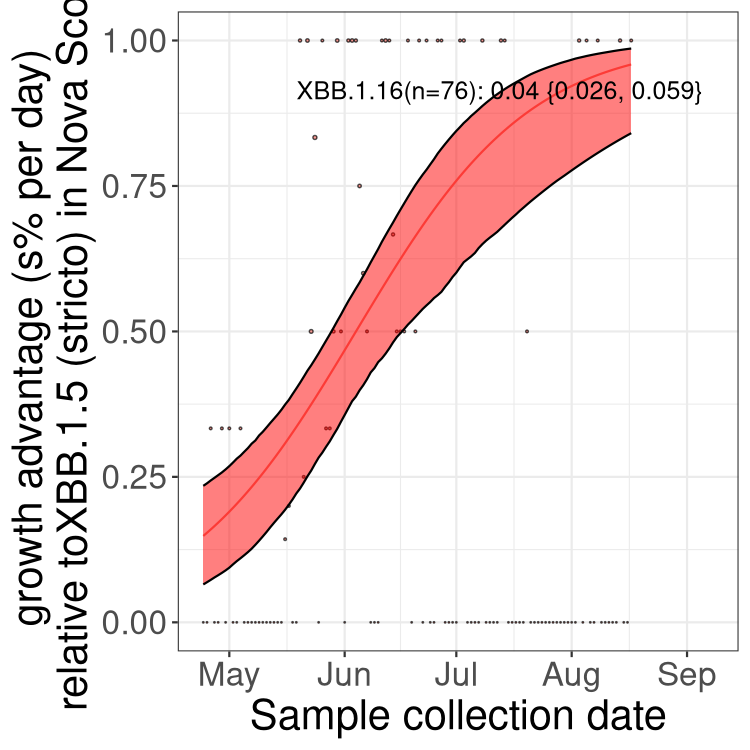 growth advantage (s% per day)
relative toXBB.1.5 (stricto) in Nova Sco
1.00
0.75
0.50
0.25
0.00
XBB.1.16(n=76): 0.04 {0.026, 0.059}
May Jun Jul Aug Sep
Sample collection date